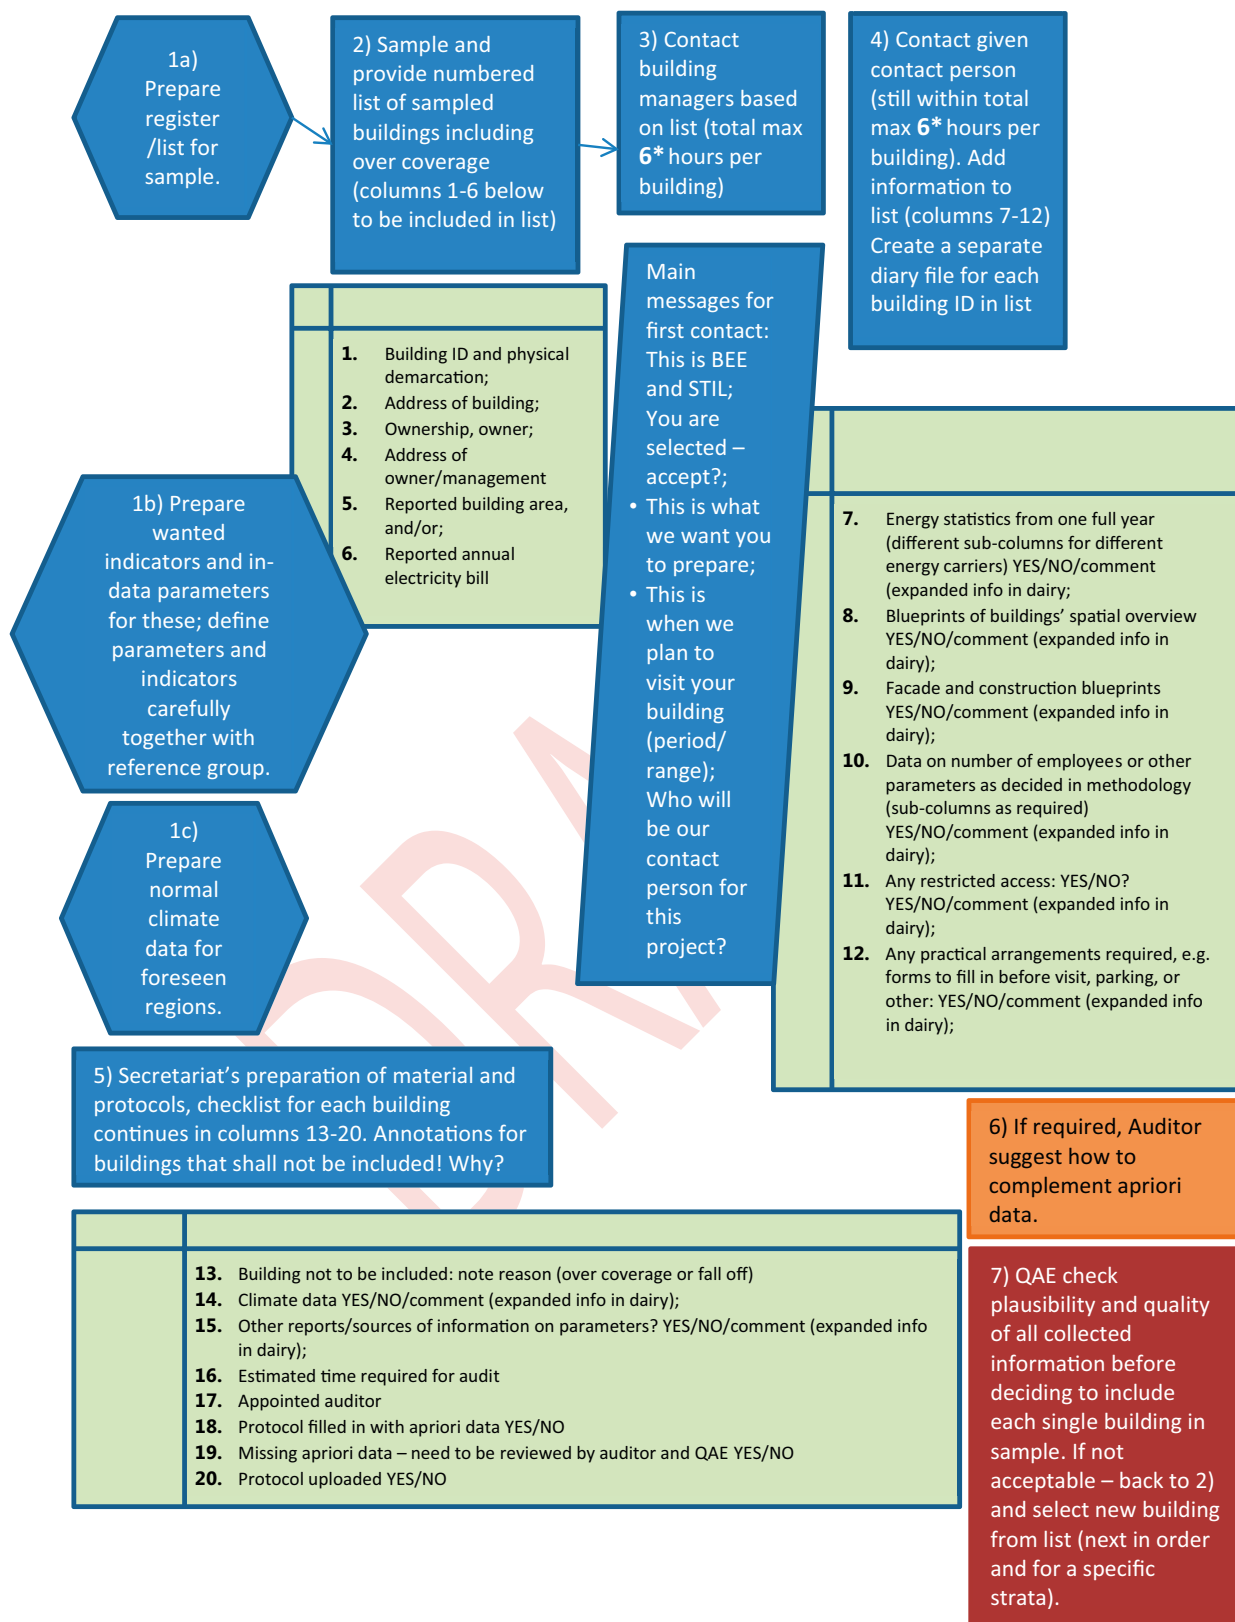 1a)
Prepare
register
/list for
sample.
2) Sample and
provide numbered
list of sampled
buildings including
over coverage
(columns 1-6 below
to be included in list)
3) Contact
building
managers based
on list (total max
6* hours per
building)
4) Contact given
contact person
(still within total
max 6* hours per
building). Add
information to
list (columns 7-12)
Create a separate
diary file for each
building ID in list
1. Building ID and physical
demarcation;
2. Address of building;
3. Ownership, owner;
4. Address of
owner/management
5. Reported building area,
and/or;
6. Reported annual
electricity bill
Main
messages for
first contact:
This is BEE
and STIL;
You are
selected –
accept?;
• This is what
we want you
to prepare;
• This is
when we
plan to
visit your
building
(period/
range);
Who will
be our
contact
person for
this
project?
1b) Prepare
wanted
indicators and in-
data parameters
for these; define
parameters and
indicators
carefully
together with
reference group.
7. Energy statistics from one full year
(different sub-columns for different
energy carriers) YES/NO/comment
(expanded info in dairy;
8. Blueprints of buildings' spatial overview
YES/NO/comment (expanded info in
dairy);
9. Facade and construction blueprints
YES/NO/comment (expanded info in
dairy);
10. Data on number of employees or other
parameters as decided in methodology
(sub-columns as required)
YES/NO/comment (expanded info in
dairy);
11. Any restricted access: YES/NO?
YES/NO/comment (expanded info in
dairy);
12. Any practical arrangements required, e.g.
forms to fill in before visit, parking, or
other: YES/NO/comment (expanded info
in dairy);
1c)
Prepare
normal
climate
data for
foreseen
regions.
5) Secretariat's preparation of material and
protocols, checklist for each building
continues in columns 13-20. Annotations for
buildings that shall not be included! Why?
6) If required, Auditor
suggest how to
complement apriori
data.
13. Building not to be included: note reason (over coverage or fall off)
14. Climate data YES/NO/comment (expanded info in dairy);
15. Other reports/sources of information on parameters? YES/NO/comment (expanded info
in dairy);
16. Estimated time required for audit
17. Appointed auditor
18. Protocol filled in with apriori data YES/NO
19. Missing apriori data – need to be reviewed by auditor and QAE YES/NO
20. Protocol uploaded YES/NO
7) QAE check
plausibility and quality
of all collected
information before
deciding to include
each single building in
sample. If not
acceptable – back to 2)
and select new building
from list (next in order
and for a specific
strata).